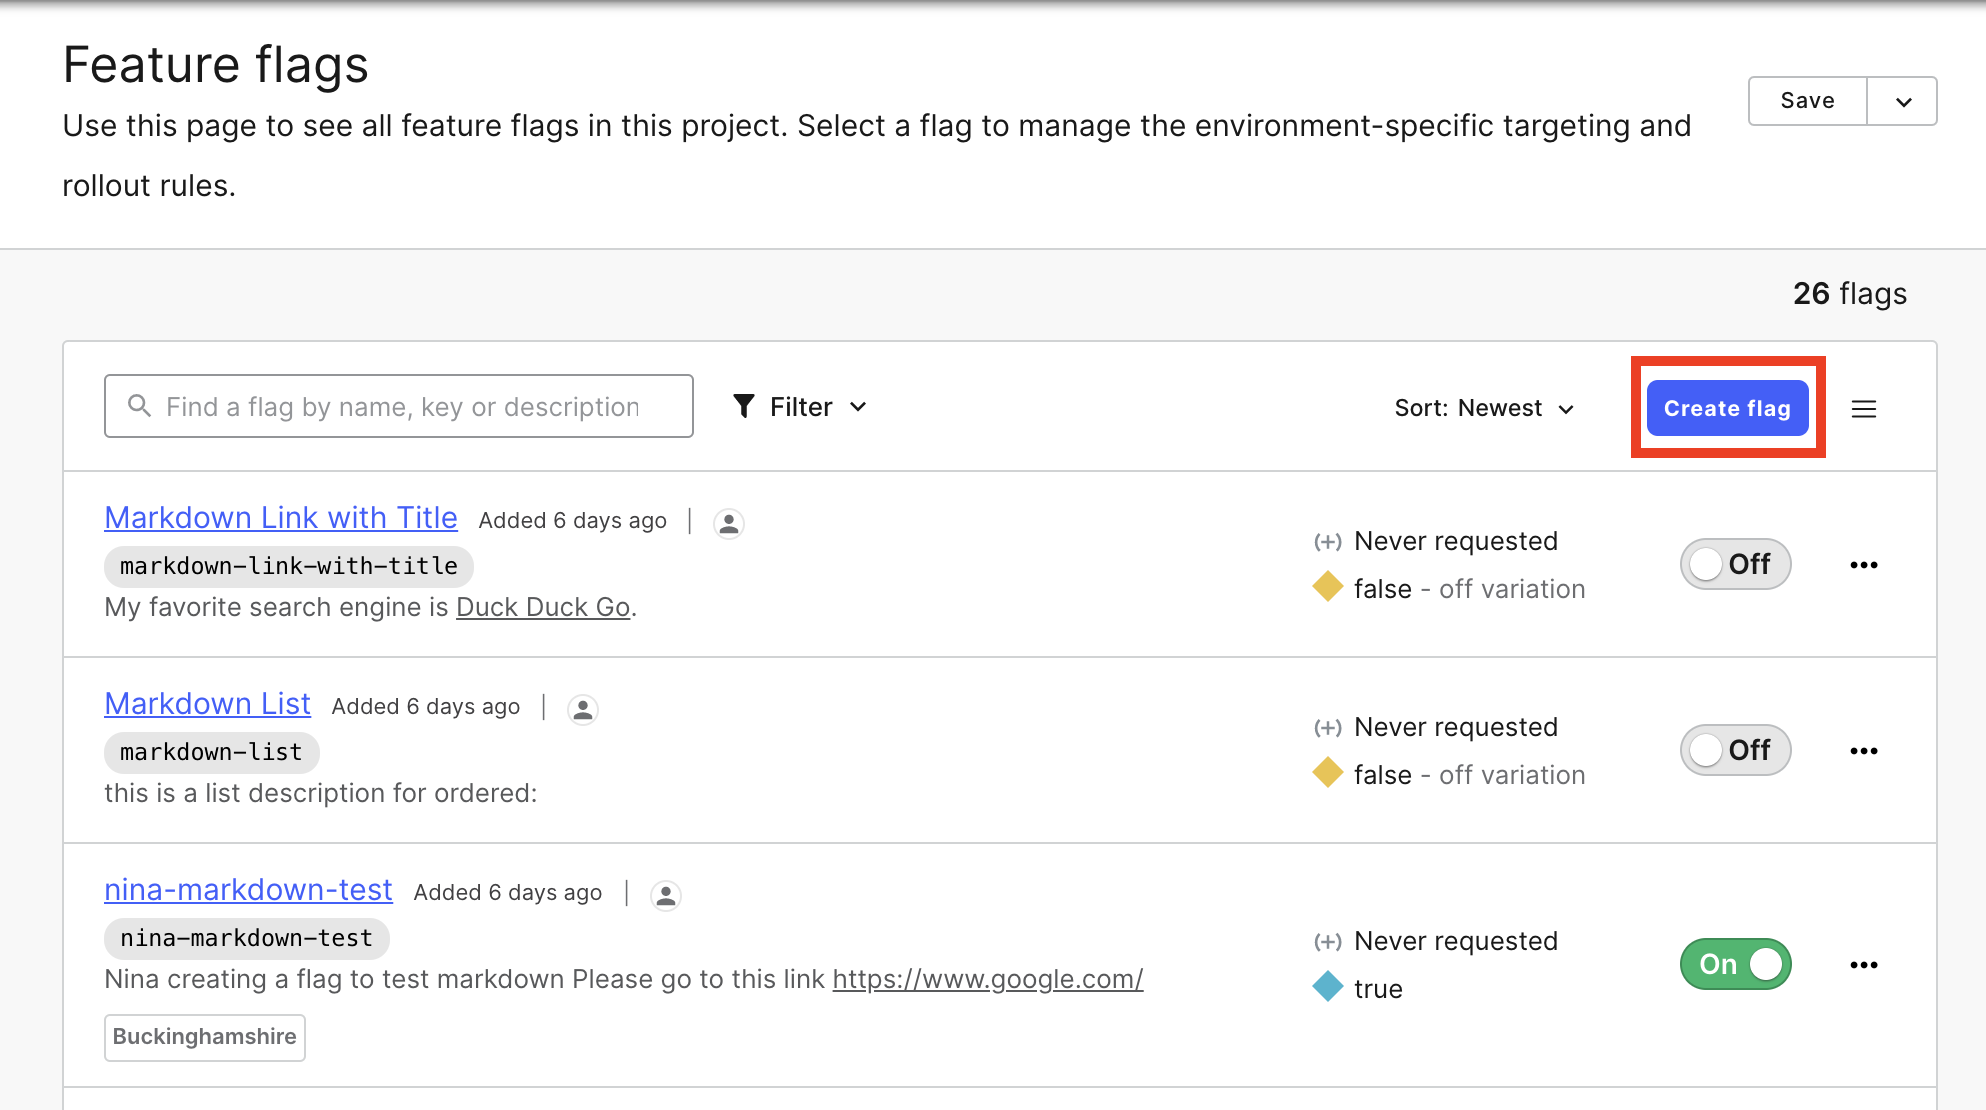 Feature flags
Use this page to see all feature flags in this project. Select a flag to manage the environment-specific targeting and
rollout rules.
Save
26 flags
Find a flag by name, key or description
Filter
Sort: Newest
Create flag
Markdown Link with Title Added 6 days ago
markdown-link-with-title
My favorite search engine is Duck Duck Go.
(+) Never requested
false - off variation
Off
Markdown List Added 6 days ago
markdown-list
this is a list description for ordered:
(+) Never requested
false - off variation
Off
nina-markdown-test Added 6 days ago
nina-markdown-test
Nina creating a flag to test markdown Please go to this link https://www.google.com/
Buckinghamshire
(+) Never requested
true
On